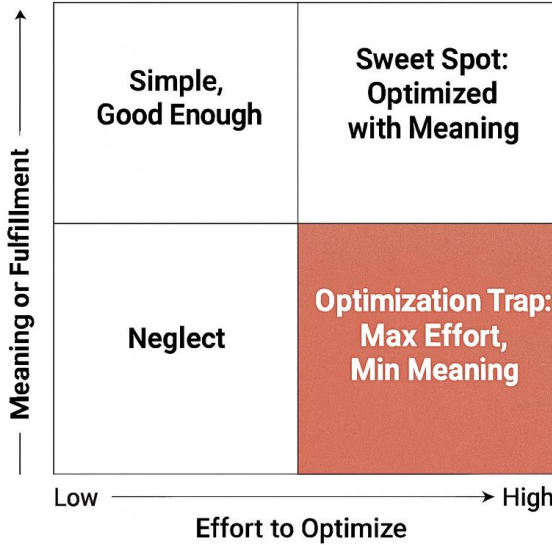 Meaning or Fulfillment
Simple,
Good Enough
Sweet Spot:
Optimized
with Meaning
Neglect
Optimization Trap:
Max Effort,
Min Meaning
Low
High
Effort to Optimize